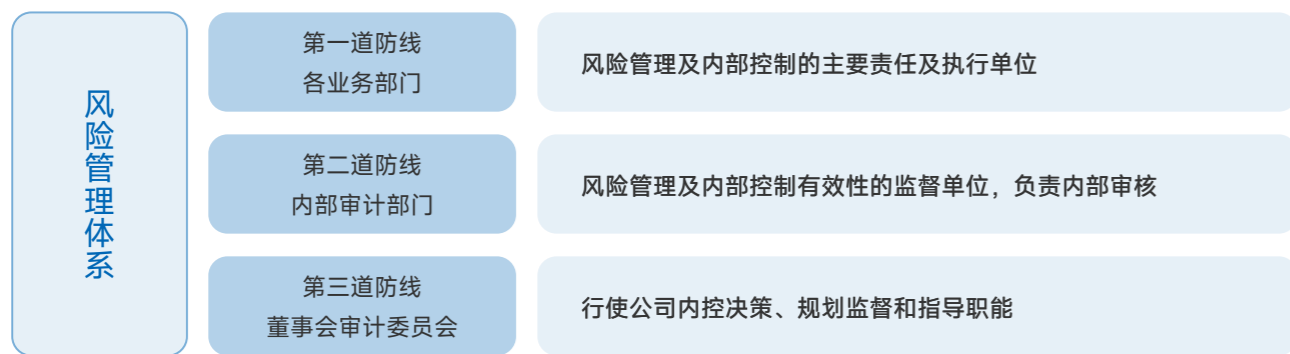 风险管理体系
第一道防线
各业务部门
风险管理及内部控制的主要责任及执行单位
第二道防线
内部审计部门
风险管理及内部控制有效性的监督单位，负责内部审核
第三道防线
董事会审计委员会
行使公司内控决策、规划监督和指导职能